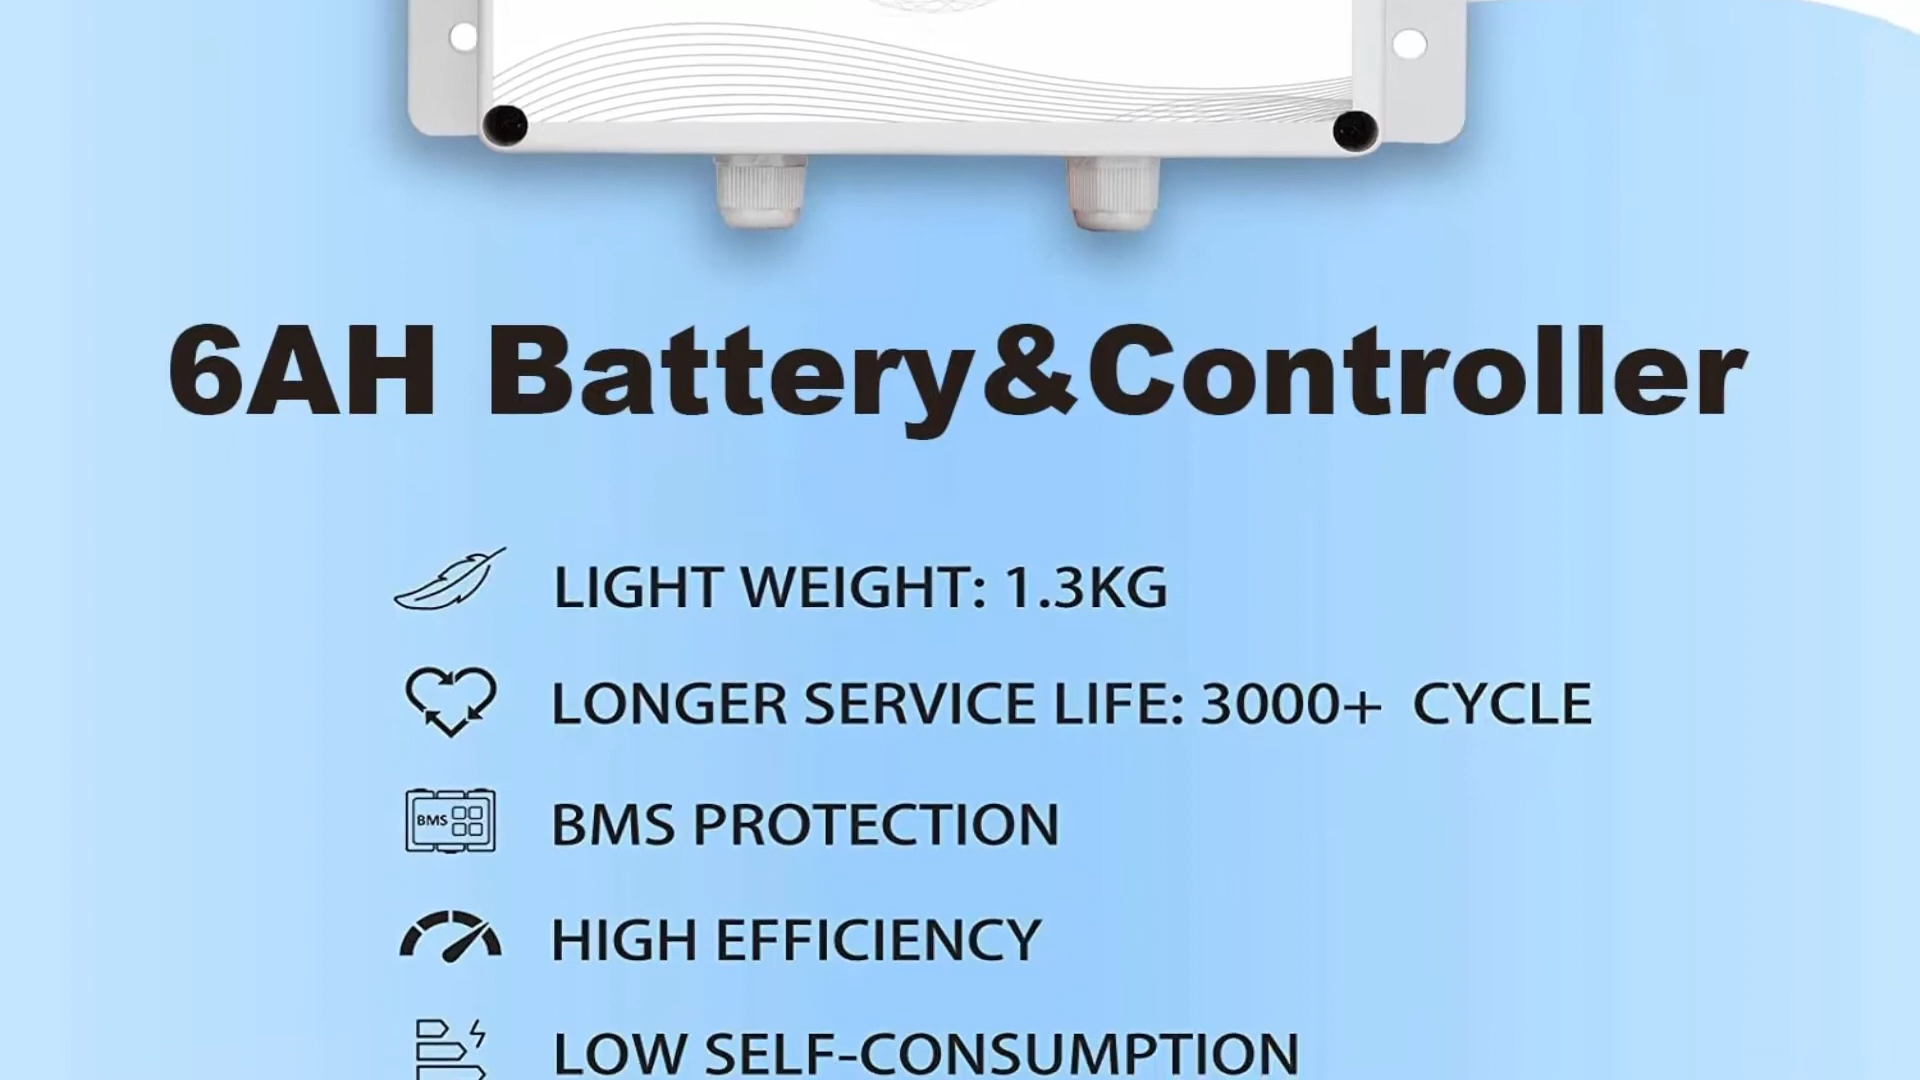 6AH Battery&Controller
LIGHT WEIGHT: 1.3KG
LONGER SERVICE LIFE: 3000+ CYCLE
BMS
BMS PROTECTION
HIGH EFFICIENCY
LOW SELF-CONSUMPTION